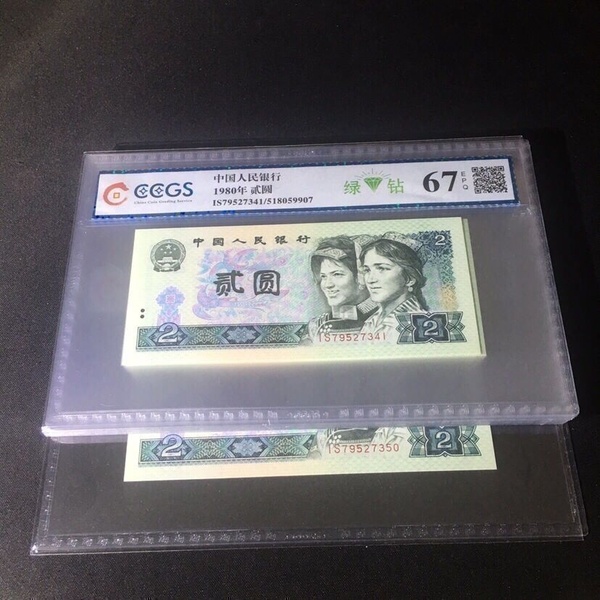 CCGS
China Coin Grading Service
中国人民银行
1980年 贰圆
IS79527341/518059907
绿 钻
67 EPQ
中国人民银行
2
贰圆
2
IS79527341
2
2
IS79527350
2